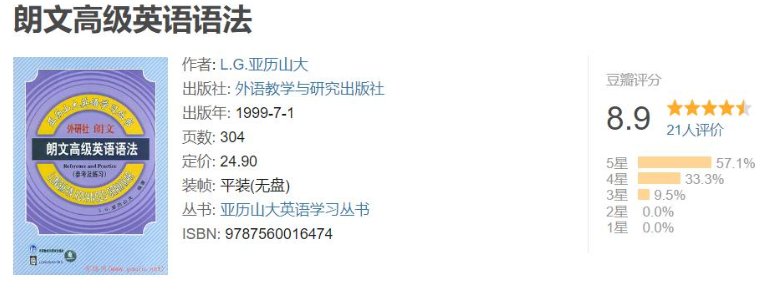 朗文高级英语语法
作者: L.G.亚历山大
出版社: 外语教学与研究出版社
出版年: 1999-7-1
页数: 304
定价: 24.90
装帧: 平装(无盘)
丛书: 亚历山大英语学习丛书
ISBN: 9787560016474
豆瓣评分
8.9
21人评价
5星 57.1%
4星 33.3%
3星 9.5%
2星 0.0%
1星 0.0%
外研社 朗文
朗文高级英语语法
Reference and Practice
(参考及练习)